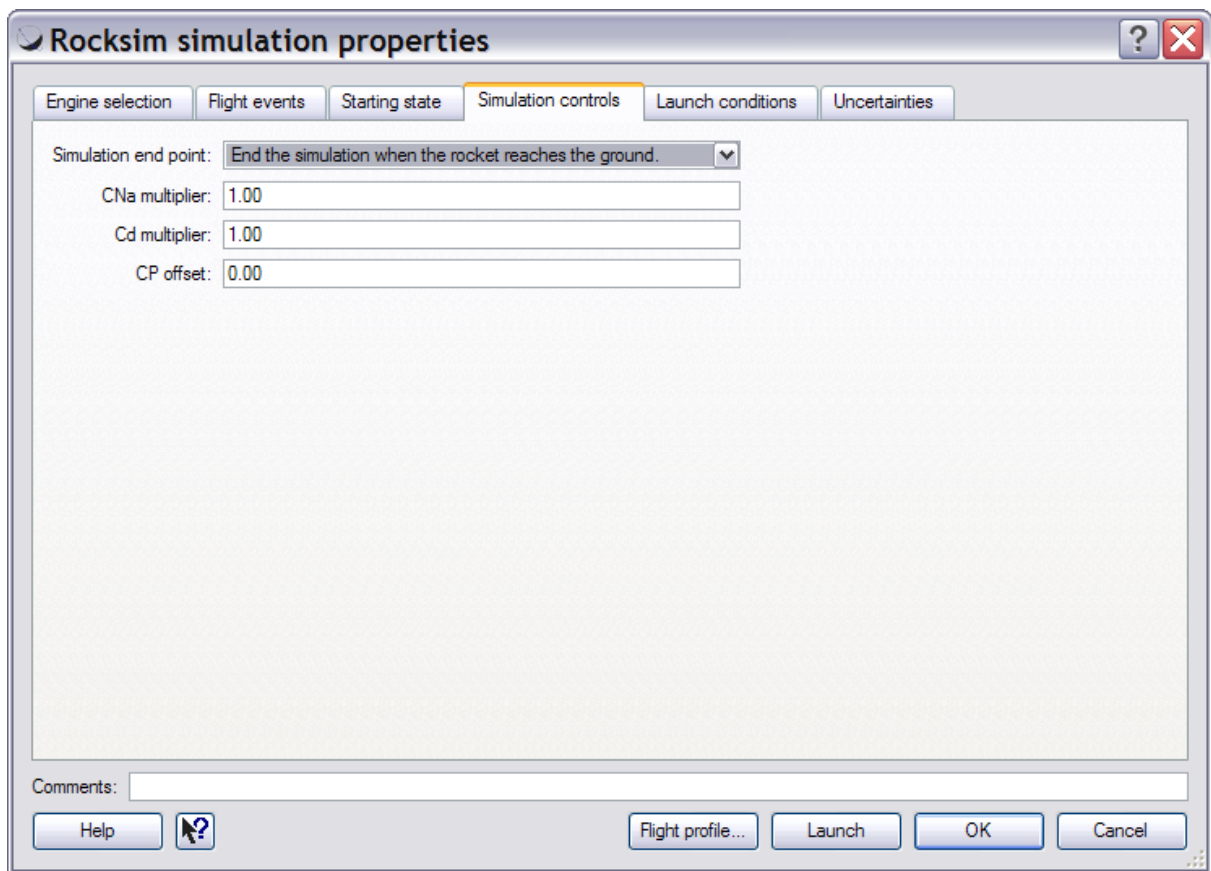 Rocksim simulation properties
?
Engine selection Flight events Starting state Simulation controls Launch conditions Uncertainties
Simulation end point: End the simulation when the rocket reaches the ground.
CNa multiplier: 1.00
Cd multiplier: 1.00
CP offset: 0.00
Comments:
Help ? Flight profile... Launch OK Cancel